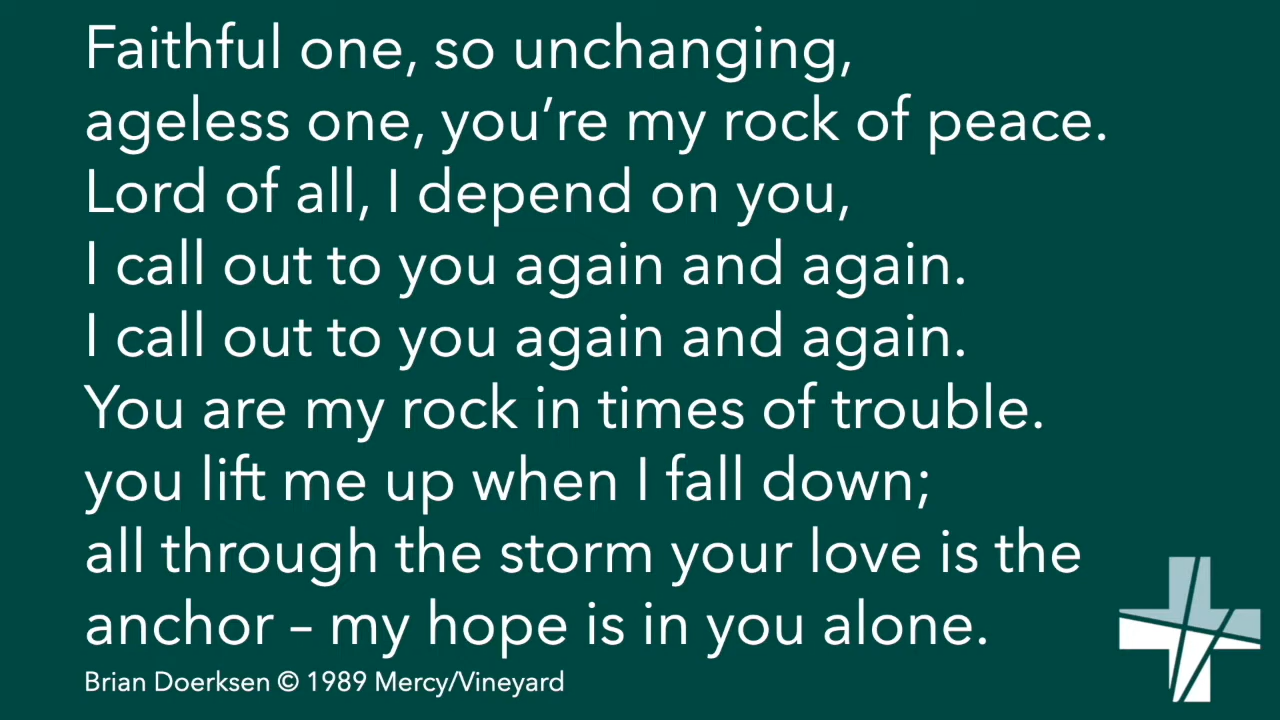 Faithful one, so unchanging,
ageless one, you’re my rock of peace.
Lord of all, I depend on you,
I call out to you again and again.
I call out to you again and again.
You are my rock in times of trouble.
you lift me up when I fall down;
all through the storm your love is the
anchor – my hope is in you alone.
Brian Doerksen © 1989 Mercy/Vineyard